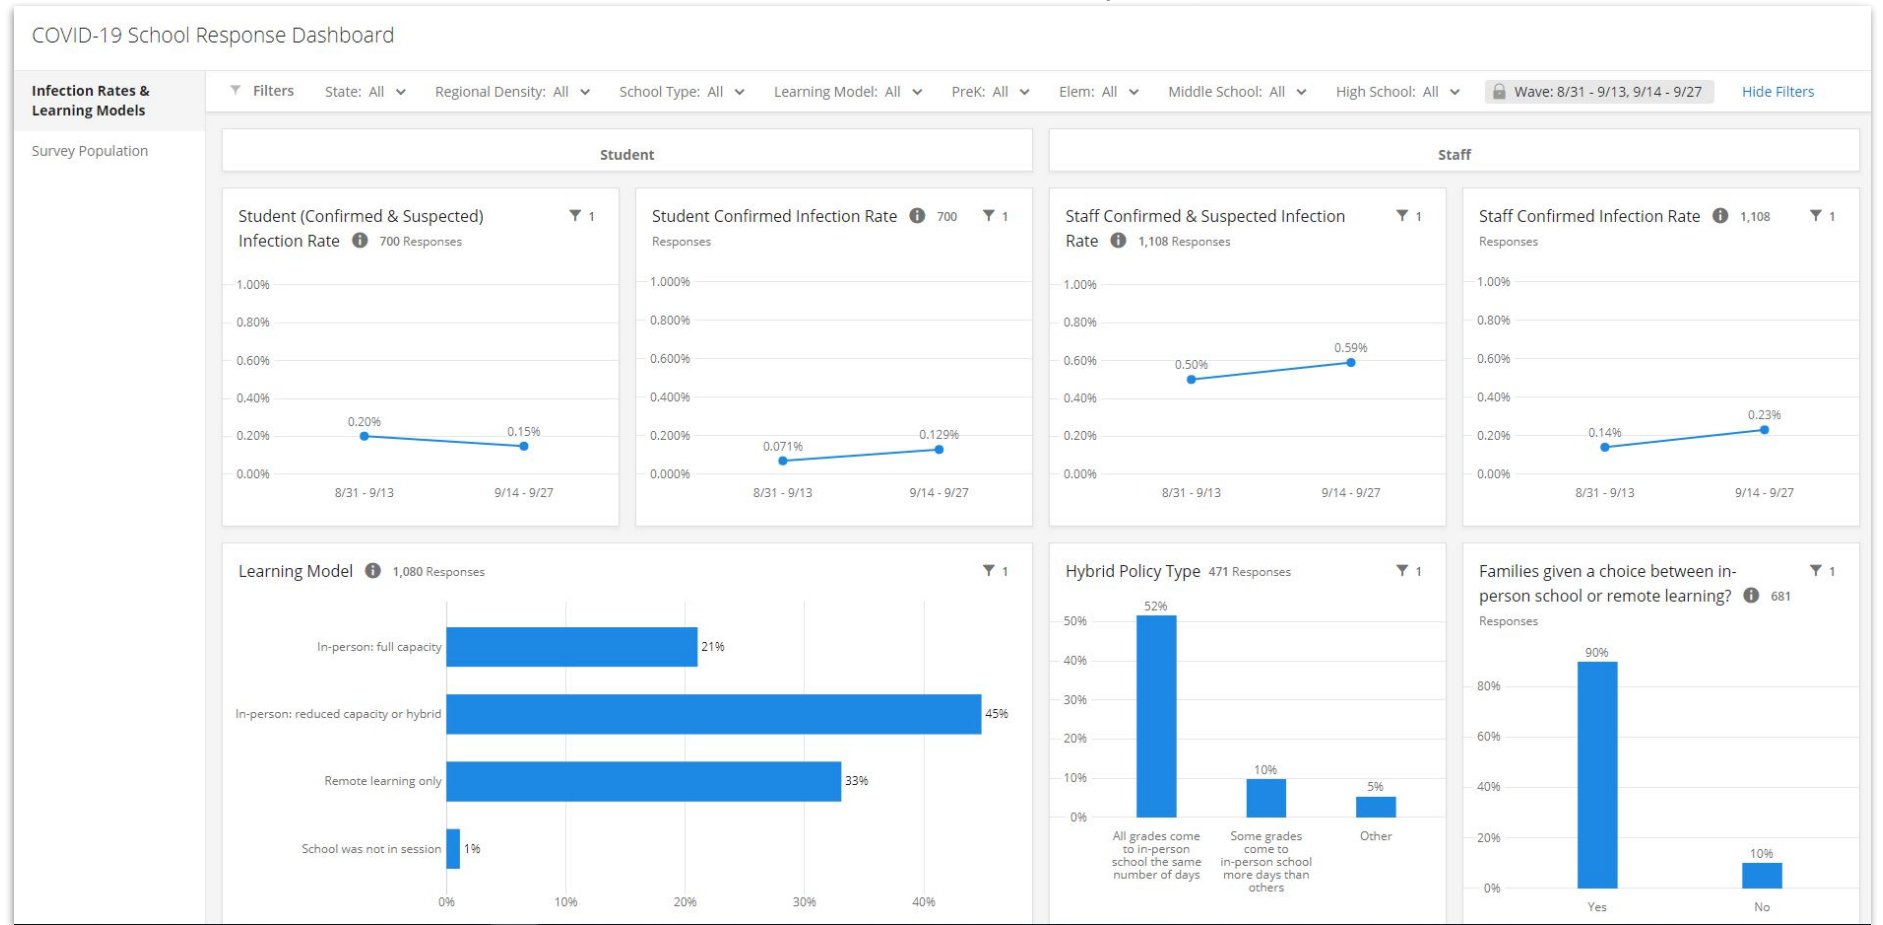 COVID-19 School Response Dashboard
Infection Rates &
Learning Models
Survey Population
Filters State: All Regional Density: All School Type: All Learning Model: All PreK: All Elem: All Middle School: All High School: All Wave: 8/31 - 9/13, 9/14 - 9/27 Hide Filters
Student
Staff
Student (Confirmed & Suspected) 1
Infection Rate 700 Responses
1.00%
0.80%
0.60%
0.40%
0.20%
0.00%
0.20%
0.15%
8/31 - 9/13 9/14 - 9/27
Student Confirmed Infection Rate 700 1
Responses
1.000%
0.800%
0.600%
0.400%
0.200%
0.000%
0.071%
0.129%
8/31 - 9/13 9/14 - 9/27
Staff Confirmed & Suspected Infection 1
Rate 1,108 Responses
1.00%
0.80%
0.60%
0.40%
0.20%
0.00%
0.50%
0.59%
8/31 - 9/13 9/14 - 9/27
Staff Confirmed Infection Rate 1,108 1
Responses
1.00%
0.80%
0.60%
0.40%
0.20%
0.00%
0.14%
0.23%
8/31 - 9/13 9/14 - 9/27
Learning Model 1,080 Responses 1
In-person: full capacity 21%
In-person: reduced capacity or hybrid 45%
Remote learning only 33%
School was not in session 1%
0% 10% 20% 30% 40%
Hybrid Policy Type 471 Responses 1
50%
40%
30%
20%
10%
0%
52%
10%
5%
All grades come
to in-person
school the same
number of days
Some grades
come to
in-person school
more days than
others
Other
Families given a choice between in- 1
person school or remote learning? 681
Responses
80%
60%
40%
20%
0%
90%
10%
Yes No